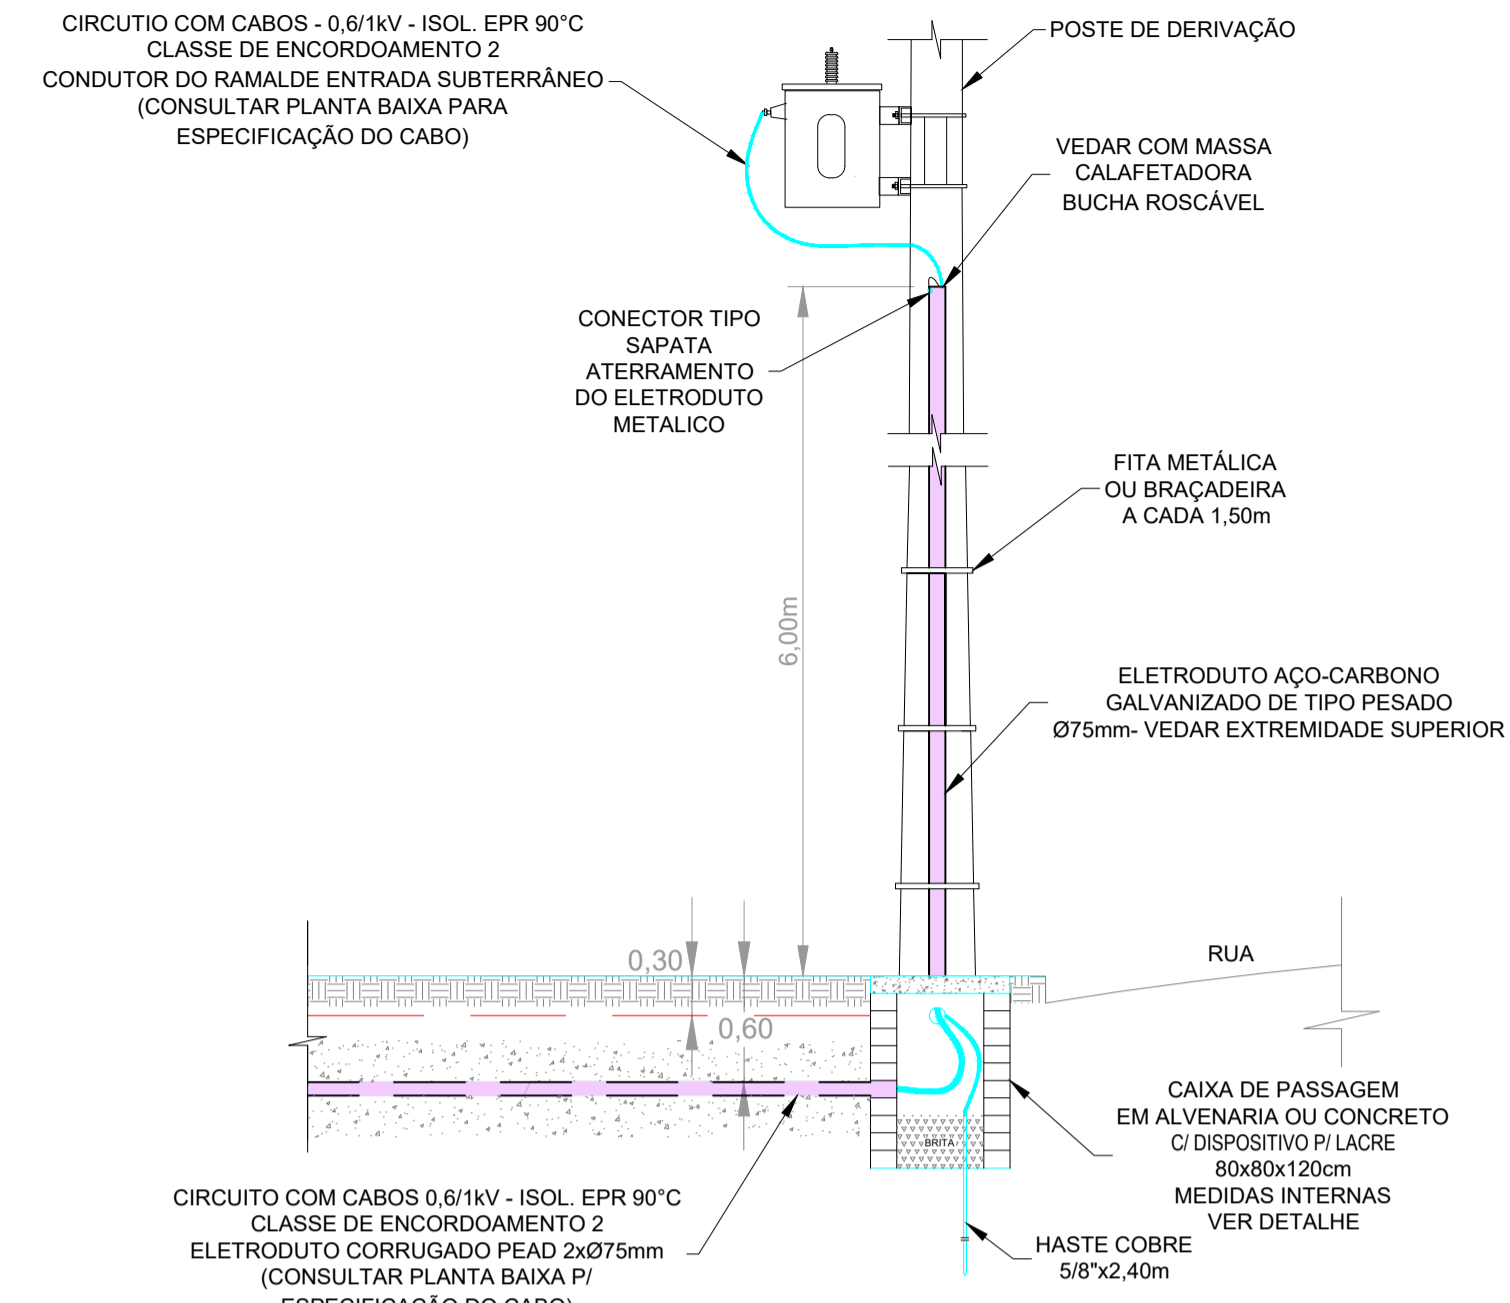 CIRCUTIO COM CABOS - 0,6/1kV - ISOL. EPR 90°C
CLASSE DE ENCORDOAMENTO 2
CONDUTOR DO RAMALDE ENTRADA SUBTERRÂNEO
(CONSULTAR PLANTA BAIXA PARA
ESPECIFICAÇÃO DO CABO)
POSTE DE DERIVAÇÃO
VEDAR COM MASSA
CALAFETADORA
BUCHA ROSCÁVEL
CONECTOR TIPO
SAPATA
ATERRAMENTO
DO ELETRODUTO
METALICO
FITA METÁLICA
OU BRAÇADEIRA
A CADA 1,50m
6,00m
ELETRODUTO AÇO-CARBONO
GALVANIZADO DE TIPO PESADO
Ø75mm- VEDAR EXTREMIDADE SUPERIOR
RUA
0,30
0,60
BRITA
CAIXA DE PASSAGEM
EM ALVENARIA OU CONCRETO
C/ DISPOSITIVO P/ LACRE
80x80x120cm
MEDIDAS INTERNAS
VER DETALHE
HASTE COBRE
5/8"x2,40m
CIRCUITO COM CABOS 0,6/1kV - ISOL. EPR 90°C
CLASSE DE ENCORDOAMENTO 2
ELETRODUTO CORRUGADO PEAD 2xØ75mm
(CONSULTAR PLANTA BAIXA P/
ESPECIFICAÇÃO DO CABO)